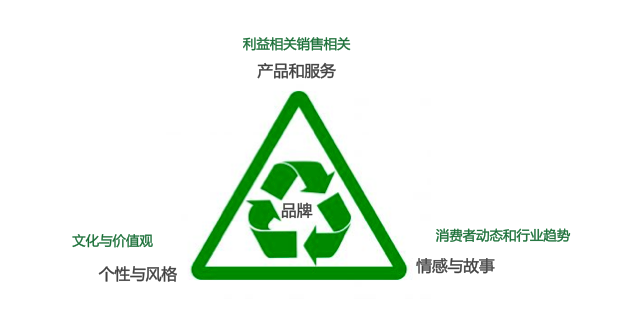 利益相关销售相关
产品和服务
品牌
文化与价值观
个性与风格
消费者动态和行业趋势
情感与故事